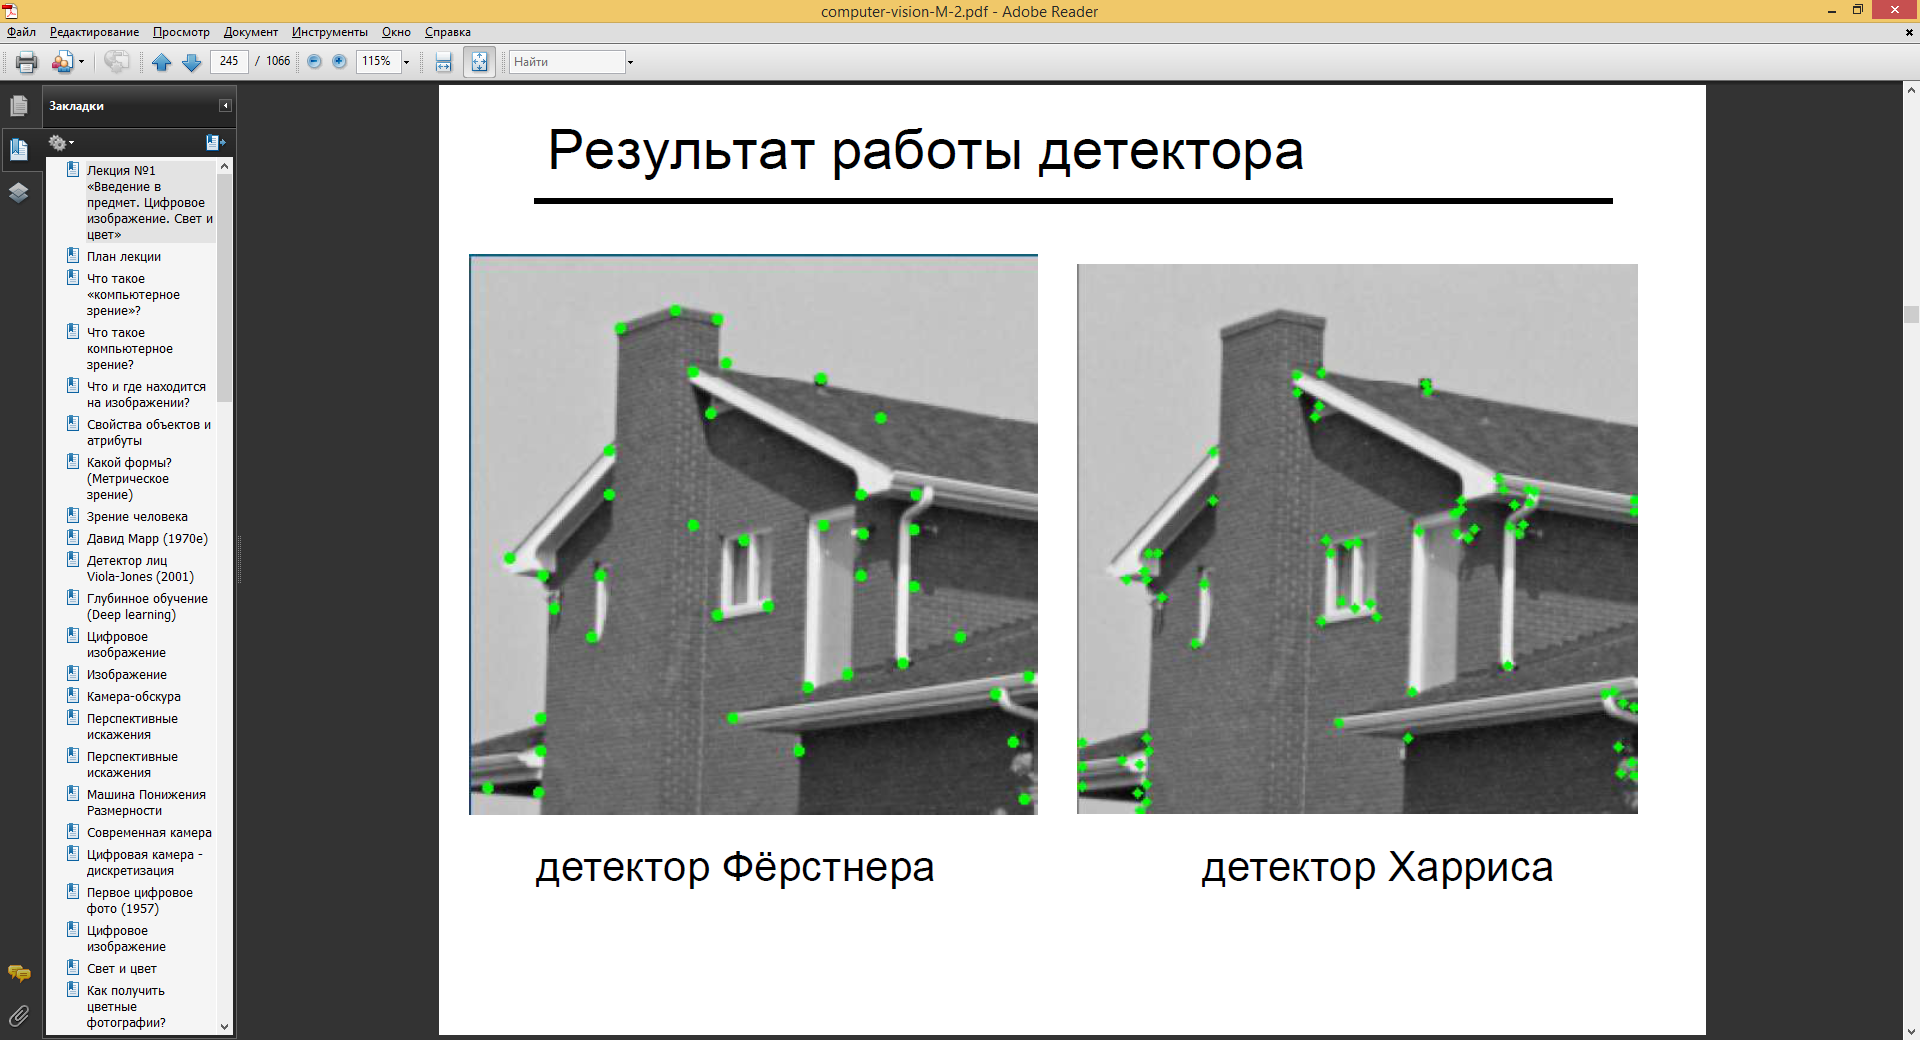 computer-vision-M-2.pdf - Adobe Reader
Файл Редактирование Просмотр Документ Инструменты Окно Справка
245 / 1066 115% Найти
Закладки
Лекция №1
«Введение в
предмет. Цифровое
изображение. Свет и
цвет»
План лекции
Что такое
«компьютерное
зрение»?
Что такое
компьютерное
зрение?
Что и где находится
на изображении?
Свойства объектов и
атрибуты
Какой формы?
(Метрическое
зрение)
Зрение человека
Давид Марр (1970е)
Детектор лиц
Viola-Jones (2001)
Глубинное обучение
(Deep learning)
Цифровое
изображение
Изображение
Камера-обскура
Перспективные
искажения
Перспективные
искажения
Машина Понижения
Размерности
Современная камера
Цифровая камера -
дискретизация
Первое цифровое
фото (1957)
Цифровое
изображение
Свет и цвет
Как получить
цветные
фотографии?
Результат работы детектора
детектор Фёрстнера
детектор Харриса